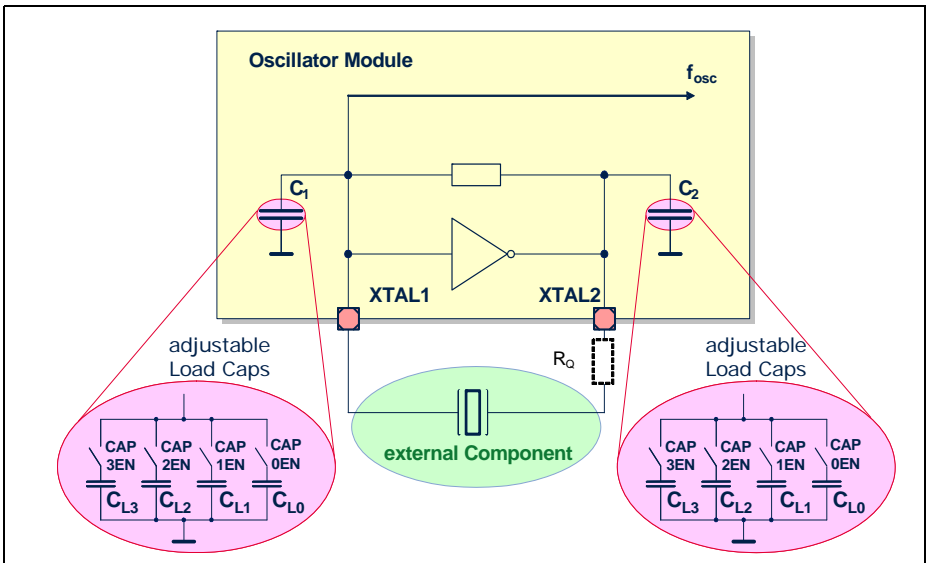 Oscillator Module
fosc
C1
C2
XTAL1
XTAL2
adjustable
Load Caps
RQ
adjustable
Load Caps
external Component
CAP
3EN
CAP
2EN
CAP
1EN
CAP
0EN
CL3
CL2
CL1
CL0
CAP
3EN
CAP
2EN
CAP
1EN
CAP
0EN
CL3
CL2
CL1
CL0